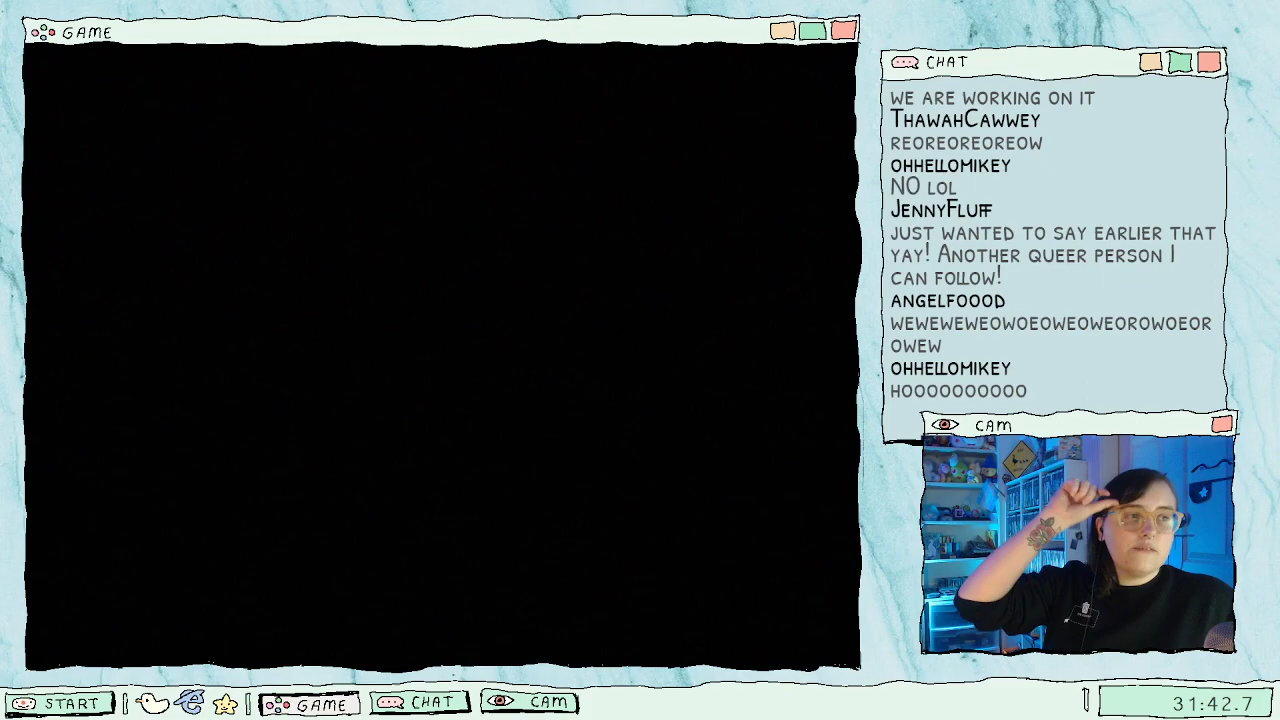 GAME
CHAT
WE ARE WORKING ON IT
THAWAHCAWWEY
REOREOREOREOW
OHHELLOMIKEY
NO LOL
JENNYFLUFF
JUST WANTED TO SAY EARLIER THAT
YAY! ANOTHER QUEER PERSON I
CAN FOLLOW!
ANGELFOOOD
WEWEWEWEOWOEOWEOWEOROWOEOR
OWEW
OHHELLOMIKEY
HOOOOOOOOOO
CAM
START
GAME
CHAT
CAM
31:42.7